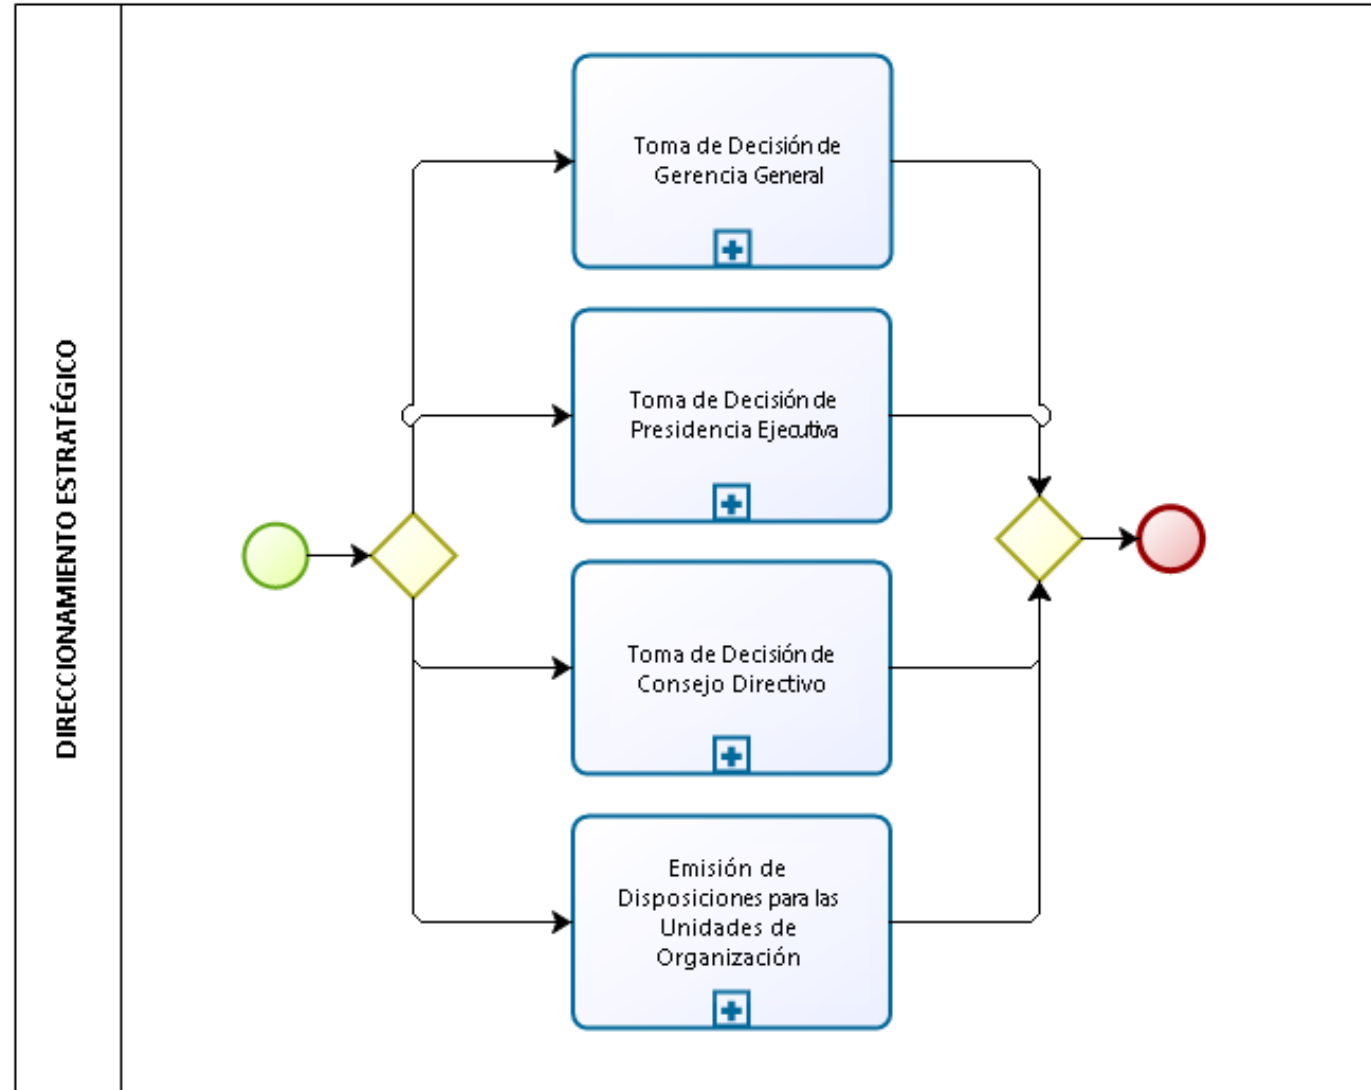 DIRECCIONAMIENTO ESTRATÉGICO
Toma de Decisión de
Gerencia General
Toma de Decisión de
Presidencia Ejecutiva
Toma de Decisión de
Consejo Directivo
Emisión de
Disposiciones para las
Unidades de
Organización